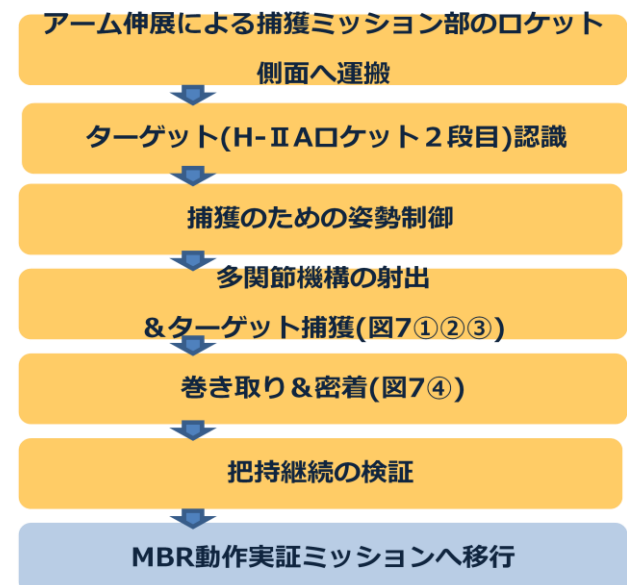 アーム伸展による捕獲ミッション部のロケット
側面へ運搬
ターゲット(H-ⅡAロケット２段目)認識
捕獲のための姿勢制御
多関節機構の射出
＆ターゲット捕獲(図7①②③)
巻き取り＆密着(図7④)
把持継続の検証
MBR動作実証ミッションへ移行